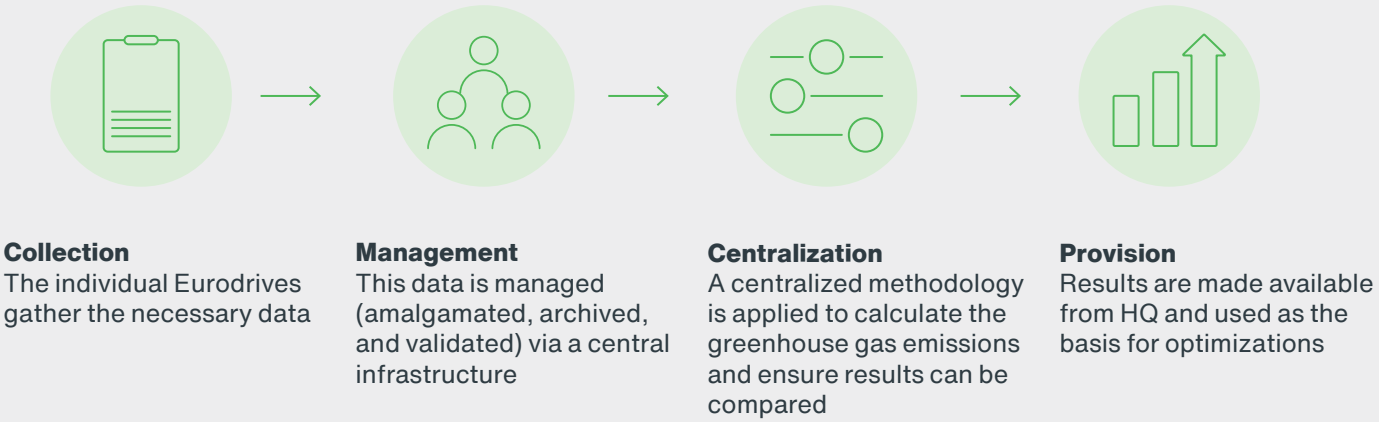 Collection
The individual Eurodrives
gather the necessary data
Management
This data is managed
(amalgamated, archived,
and validated) via a central
infrastructure
Centralization
A centralized methodology
is applied to calculate the
greenhouse gas emissions
and ensure results can be
compared
Provision
Results are made available
from HQ and used as the
basis for optimizations